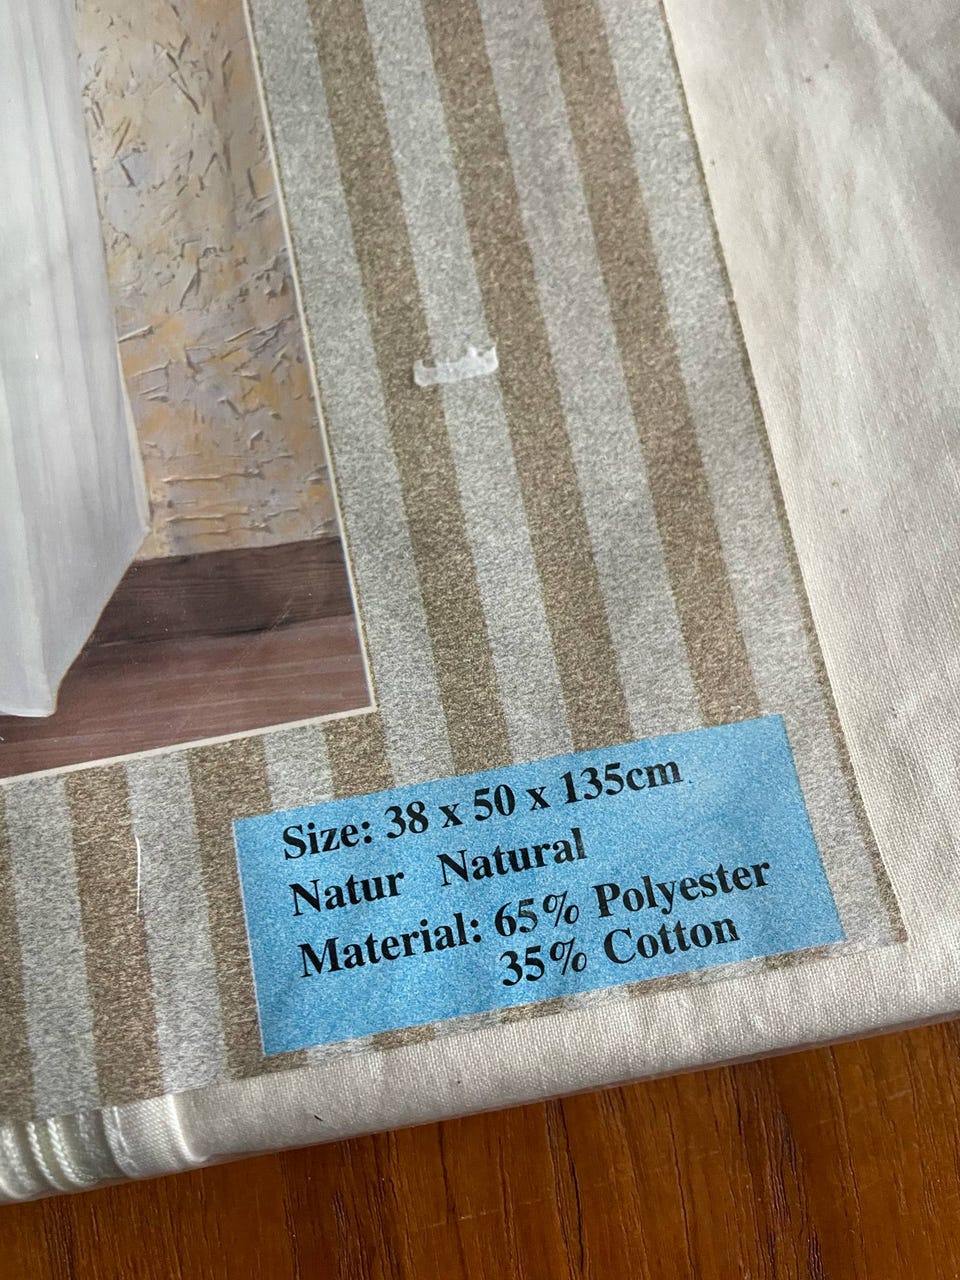 Size: 38 x 50 x 135cm
Natur Natural
Material: 65% Polyester
35% Cotton